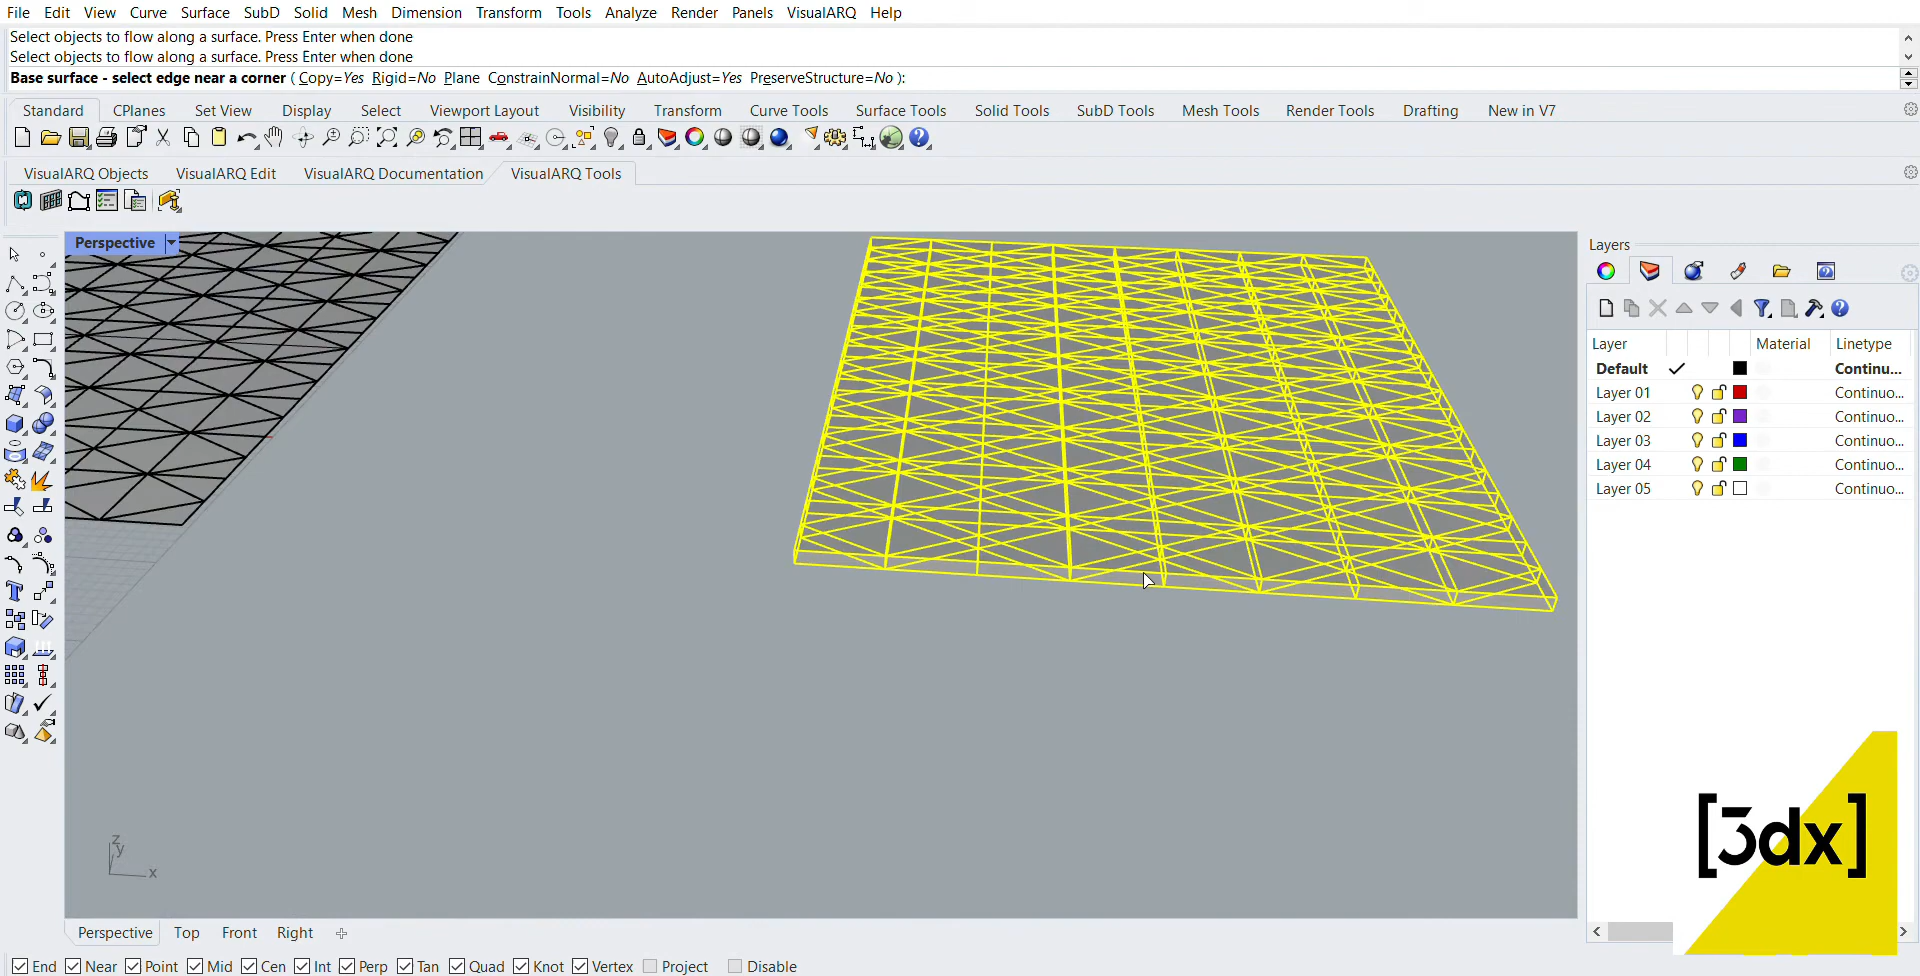 File Edit View Curve Surface SubD Solid Mesh Dimension Transform Tools Analyze Render Panels VisualARQ Help
Select objects to flow along a surface. Press Enter when done
Select objects to flow along a surface. Press Enter when done
Base surface - select edge near a corner ( Copy=Yes Rigid=No Plane ConstrainNormal=No AutoAdjust=Yes PreserveStructure=No ):
Standard CPlanes Set View Display Select Viewport Layout Visibility Transform Curve Tools Surface Tools Solid Tools SubD Tools Mesh Tools Render Tools Drafting New in V7
VisualARQ Objects VisualARQ Edit VisualARQ Documentation VisualARQ Tools
Perspective
Layers
Layer Material Linetype
Default Continu...
Layer 01 Continuo...
Layer 02 Continuo...
Layer 03 Continuo...
Layer 04 Continuo...
Layer 05 Continuo...
z
y
x
[3dx]
Perspective Top Front Right
End Near Point Mid Cen Int Perp Tan Quad Knot Vertex Project Disable